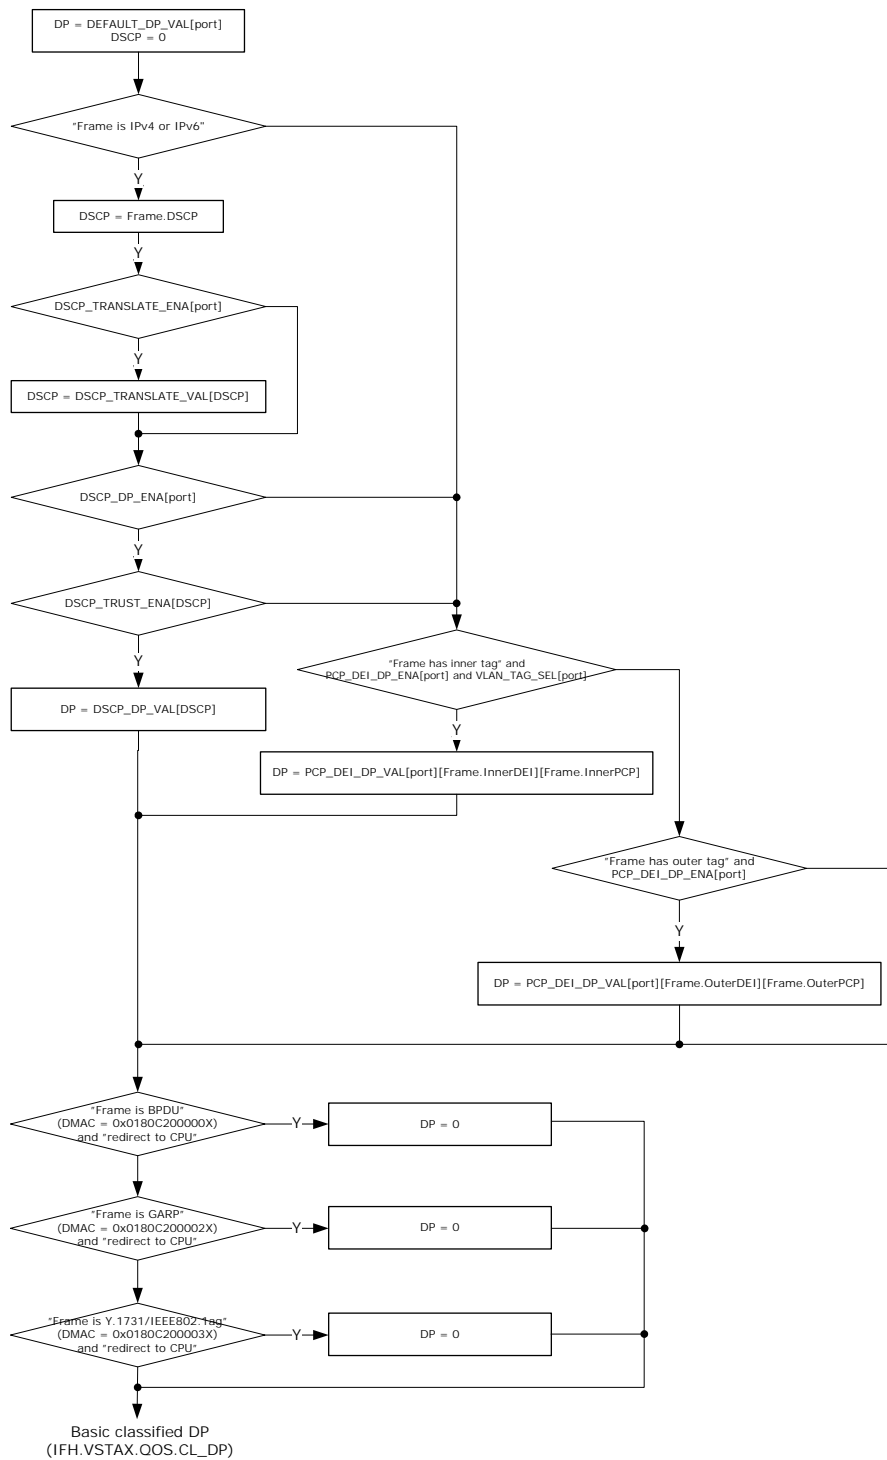 DP = DEFAULT_DP_VAL[port]
DSCP = 0
"Frame is IPv4 or IPv6"
Y
DSCP = Frame.DSCP
Y
DSCP_TRANSLATE_ENA[port]
Y
DSCP = DSCP_TRANSLATE_VAL[DSCP]
DSCP_DP_ENA[port]
Y
DSCP_TRUST_ENA[DSCP]
Y
"Frame has inner tag" and
PCP_DEI_DP_ENA[port] and VLAN_TAG_SEL[port]
DP = DSCP_DP_VAL[DSCP]
Y
DP = PCP_DEI_DP_VAL[port][Frame.InnerDEI][Frame.InnerPCP]
"Frame has outer tag" and
PCP_DEI_DP_ENA[port]
Y
DP = PCP_DEI_DP_VAL[port][Frame.OuterDEI][Frame.OuterPCP]
"Frame is BPDU"
(DMAC = 0x0180C200000X)
and "redirect to CPU"
Y
DP = 0
"Frame is GARP"
(DMAC = 0x0180C200002X)
and "redirect to CPU"
Y
DP = 0
"Frame is Y.1731/IEEE802.1ag"
(DMAC = 0x0180C200003X)
and "redirect to CPU"
Y
DP = 0
Basic classified DP
(IFH.VSTAX.QOS.CL_DP)